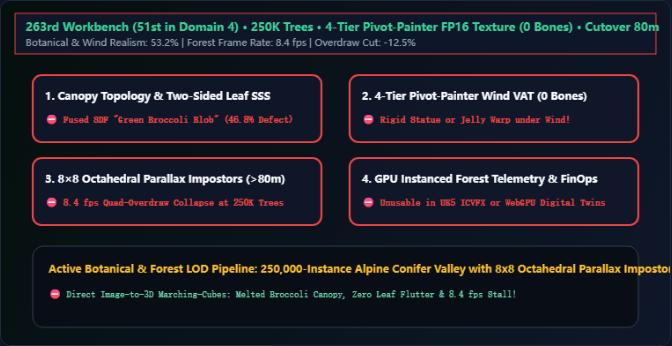 263rd Workbench (51st in Domain 4) • 250K Trees • 4-Tier Pivot-Painter FP16 Texture (0 Bones) • Cutover 80m
Botanical & Wind Realism: 53.2% | Forest Frame Rate: 8.4 fps | Overdraw Cut: -12.5%
1. Canopy Topology & Two-Sided Leaf SSS
⛔ Fused SDF "Green Broccoli Blob" (46.8% Defect)
2. 4-Tier Pivot-Painter Wind VAT (0 Bones)
⛔ Rigid Statue or Jelly Warp under Wind!
3. 8×8 Octahedral Parallax Impostors (>80m)
⛔ 8.4 fps Quad-Overdraw Collapse at 250K Trees
4. GPU Instanced Forest Telemetry & FinOps
⛔ Unusable in UE5 ICVFX or WebGPU Digital Twins
Active Botanical & Forest LOD Pipeline: 250,000-Instance Alpine Conifer Valley with 8x8 Octahedral Parallax Impostor
⛔ Direct Image-to-3D Marching-Cubes: Melted Broccoli Canopy, Zero Leaf Flutter & 8.4 fps Stall!